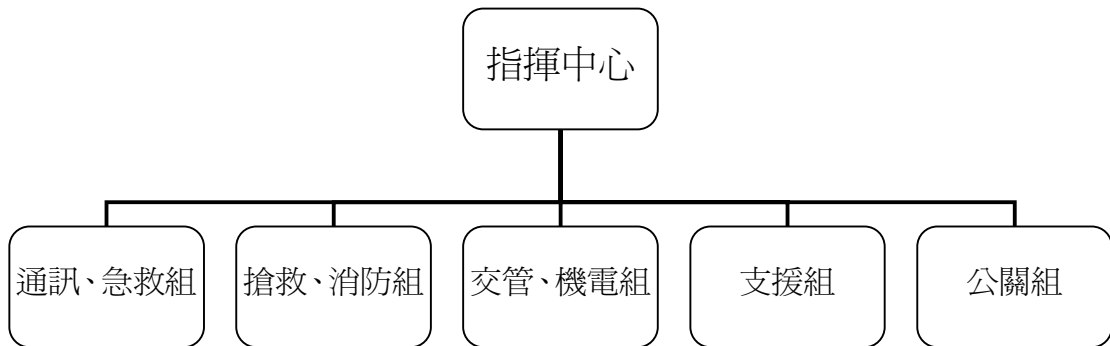 指揮中心
通訊、急救組
搶救、消防組
交管、機電組
支援組
公關組